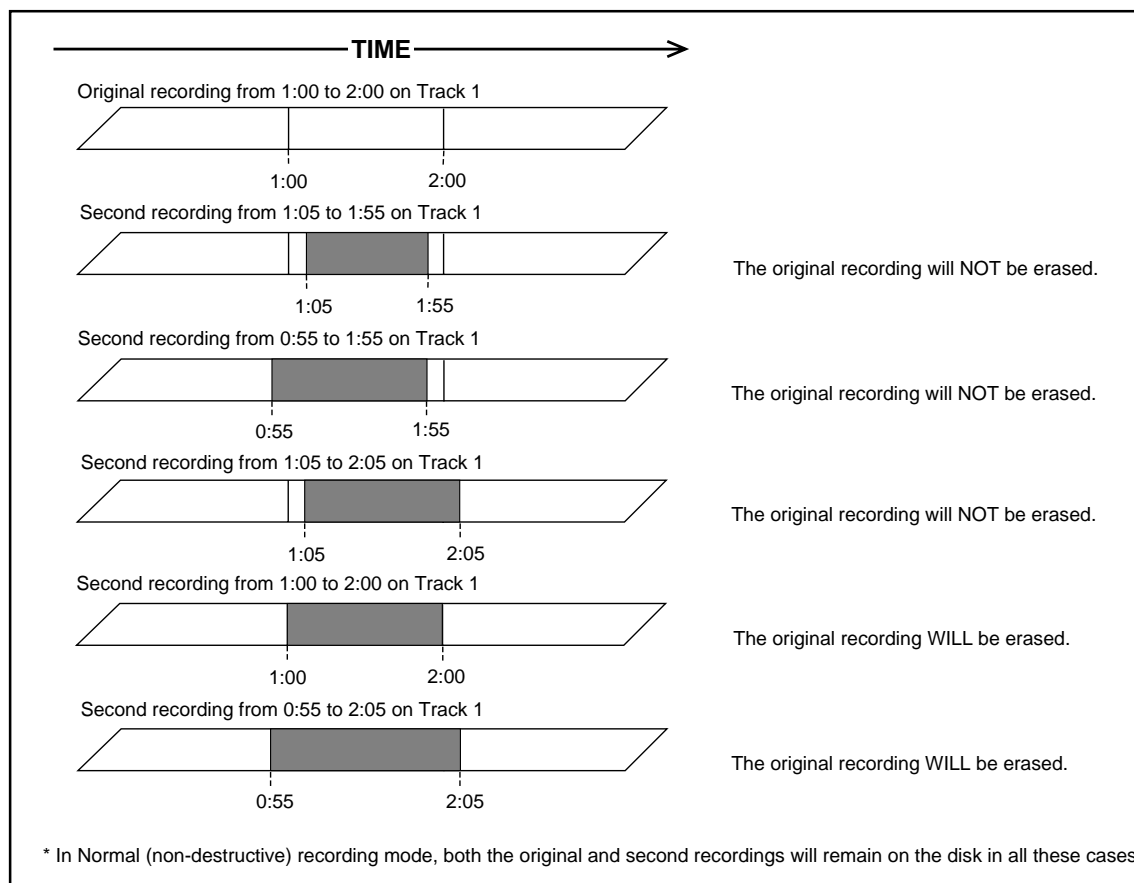 TIME
Original recording from 1:00 to 2:00 on Track 1
1:00 2:00
Second recording from 1:05 to 1:55 on Track 1
The original recording will NOT be erased.
1:05 1:55
Second recording from 0:55 to 1:55 on Track 1
The original recording will NOT be erased.
0:55 1:55
Second recording from 1:05 to 2:05 on Track 1
The original recording will NOT be erased.
1:05 2:05
Second recording from 1:00 to 2:00 on Track 1
The original recording WILL be erased.
1:00 2:00
Second recording from 0:55 to 2:05 on Track 1
The original recording WILL be erased.
0:55 2:05
* In Normal (non-destructive) recording mode, both the original and second recordings will remain on the disk in all these cases